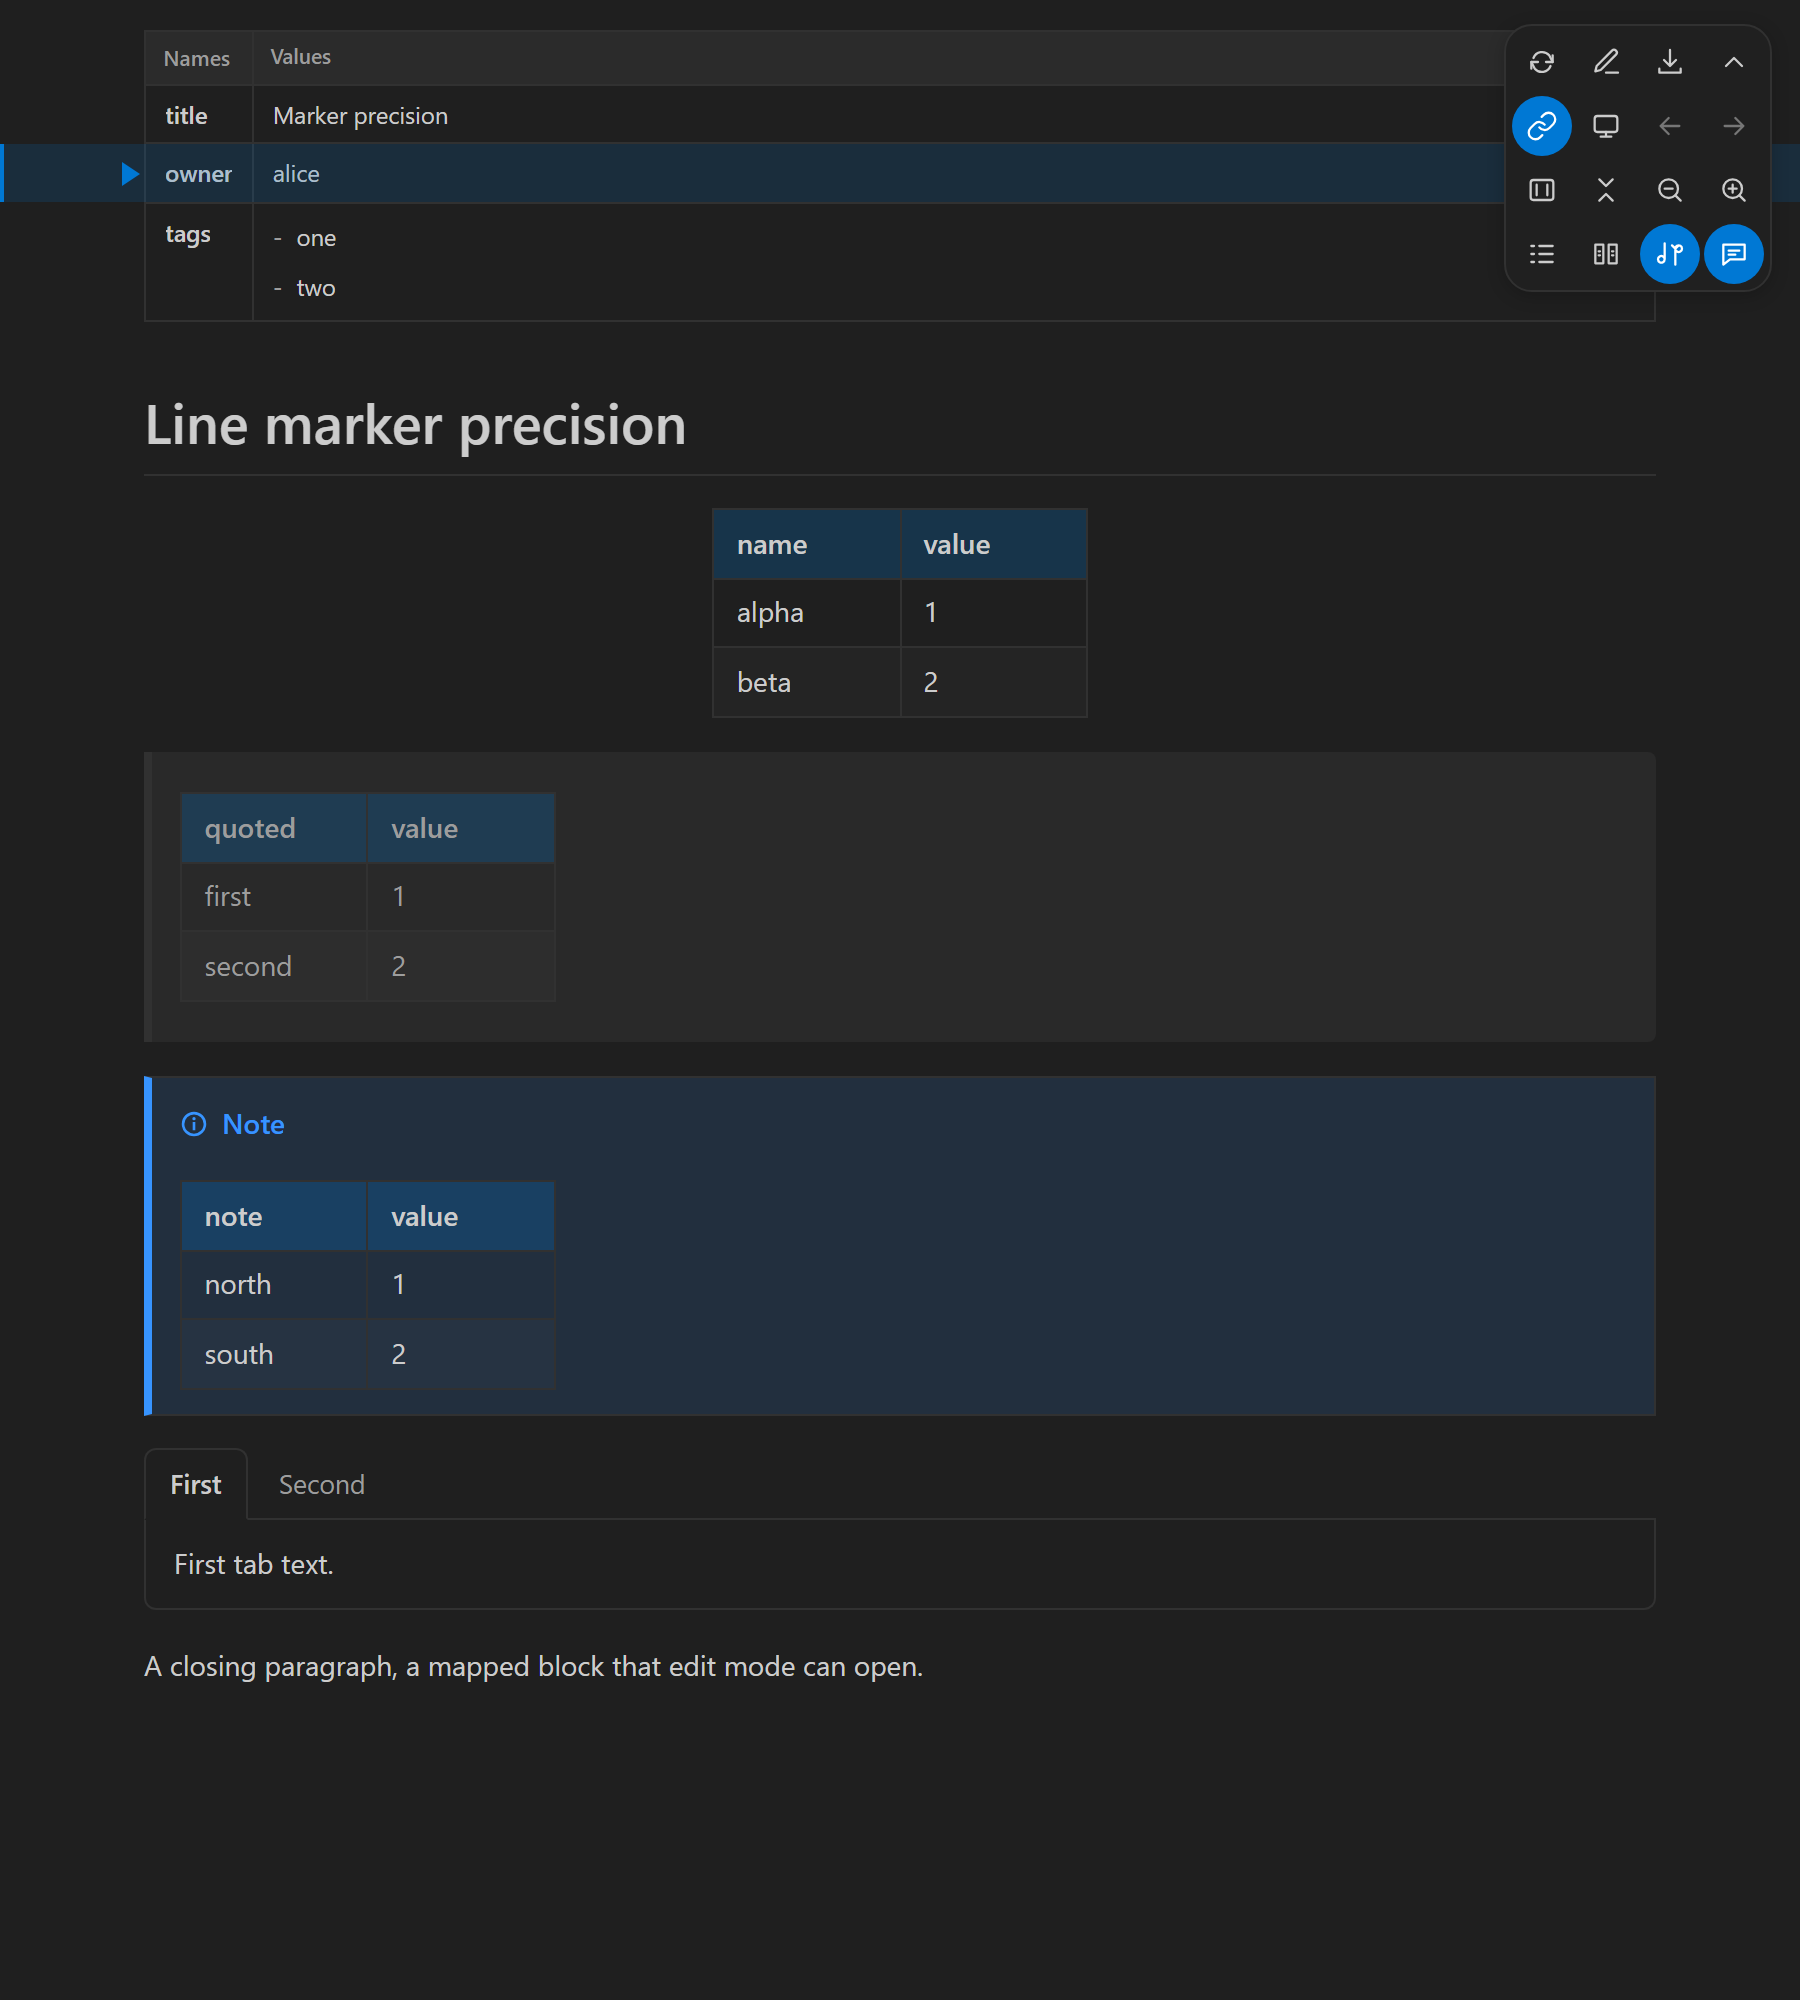 Names Values
title Marker precision
owner alice
tags - one
- two
Line marker precision
name value
alpha 1
beta 2
quoted value
first 1
second 2
Note
note value
north 1
south 2
First Second
First tab text.
A closing paragraph, a mapped block that edit mode can open.